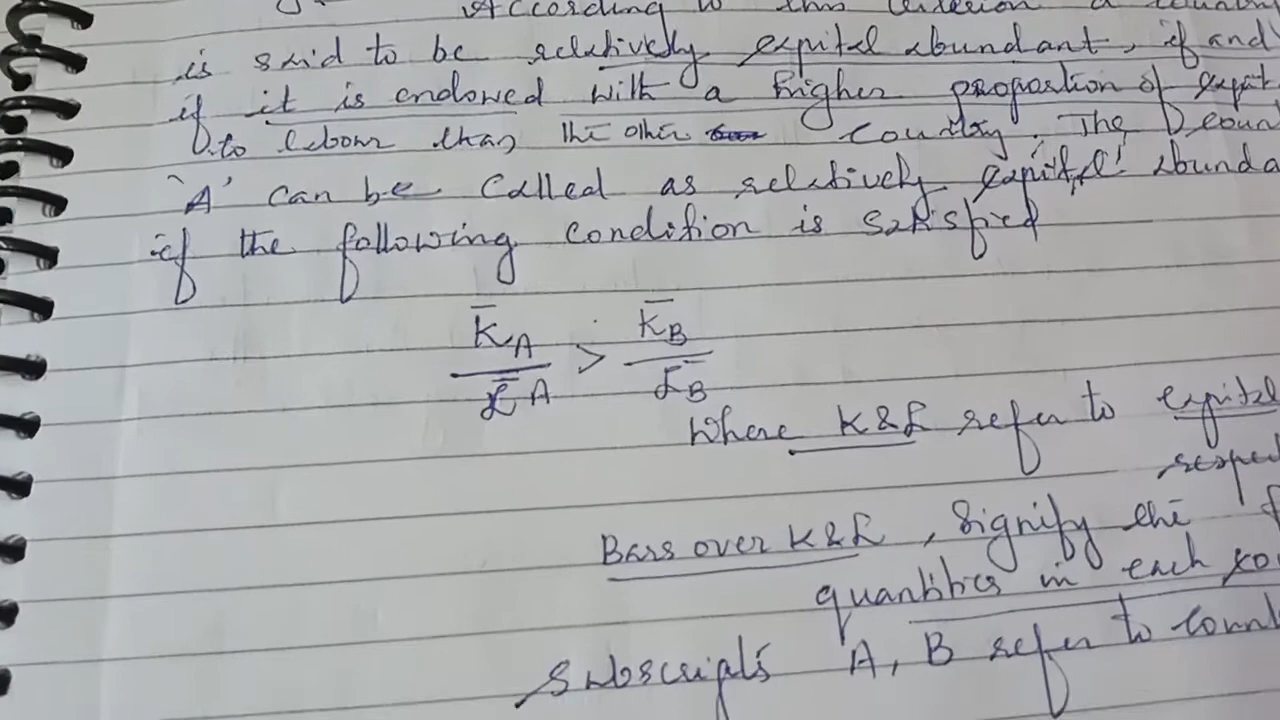 According to this criterion a country
is said to be relatively capital abundant, if and
if it is endowed with a higher proportion of capit
to labour than the other country. The Coun
'A' can be called as relatively capital abunda
if the following condition is satisfied
K̄A / L̄A > K̄B / L̄B
Where K & L refer to capital
respec
Bars over K & L, signify the f
quantities in each co
subscripts A, B refer to count